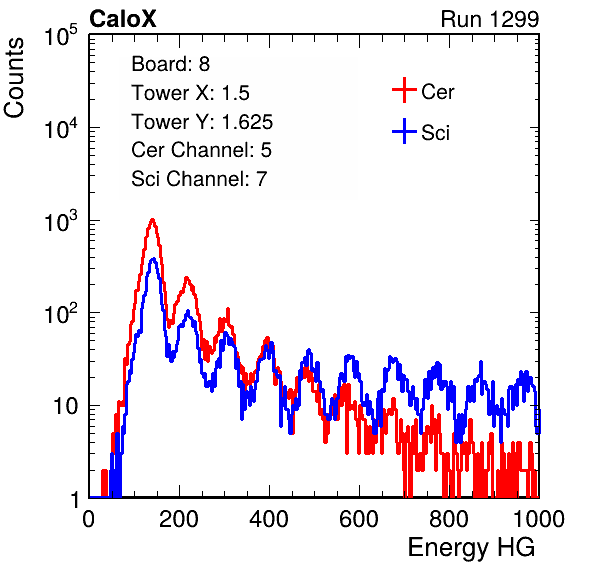 CaloX Run 1299
Counts
Board: 8
Tower X: 1.5
Tower Y: 1.625
Cer Channel: 5
Sci Channel: 7
Cer
Sci
10^5
10^4
10^3
10^2
10
1
0 200 400 600 800 1000
Energy HG